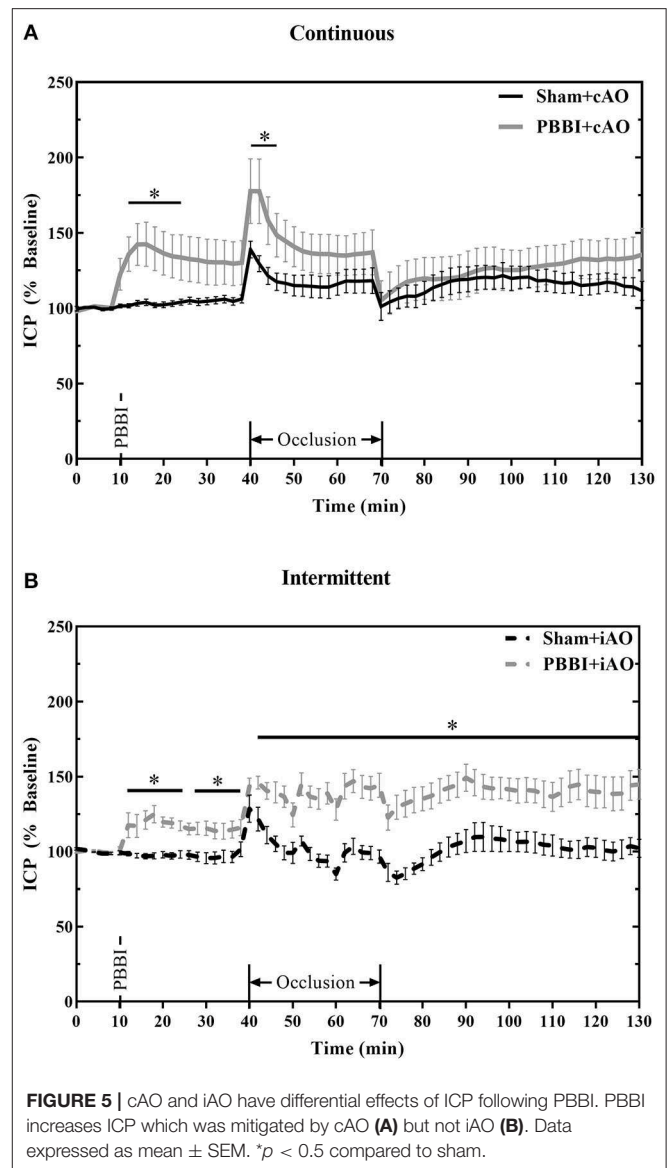 A
Continuous
250
200
150
100
50
0
ICP (% Baseline)
Sham+cAO
PBBI+cAO
*
*
PBBI
Occlusion
0 10 20 30 40 50 60 70 80 90 100 110 120 130
Time (min)
B
Intermittent
250
200
150
100
50
0
ICP (% Baseline)
Sham+iAO
PBBI+iAO
*
*
*
PBBI
Occlusion
0 10 20 30 40 50 60 70 80 90 100 110 120 130
Time (min)
FIGURE 5 | cAO and iAO have differential effects of ICP following PBBI. PBBI
increases ICP which was mitigated by cAO (A) but not iAO (B). Data
expressed as mean ± SEM. *p < 0.5 compared to sham.